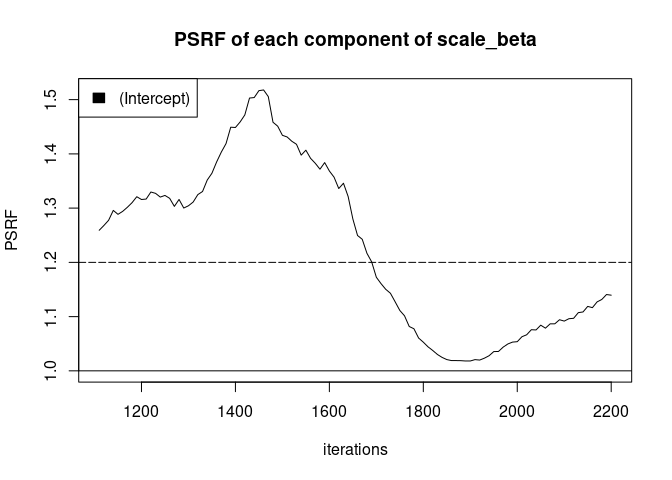 PSRF of each component of scale_beta
(Intercept)
PSRF
1.5
1.4
1.3
1.2
1.1
1.0
1200 1400 1600 1800 2000 2200
iterations